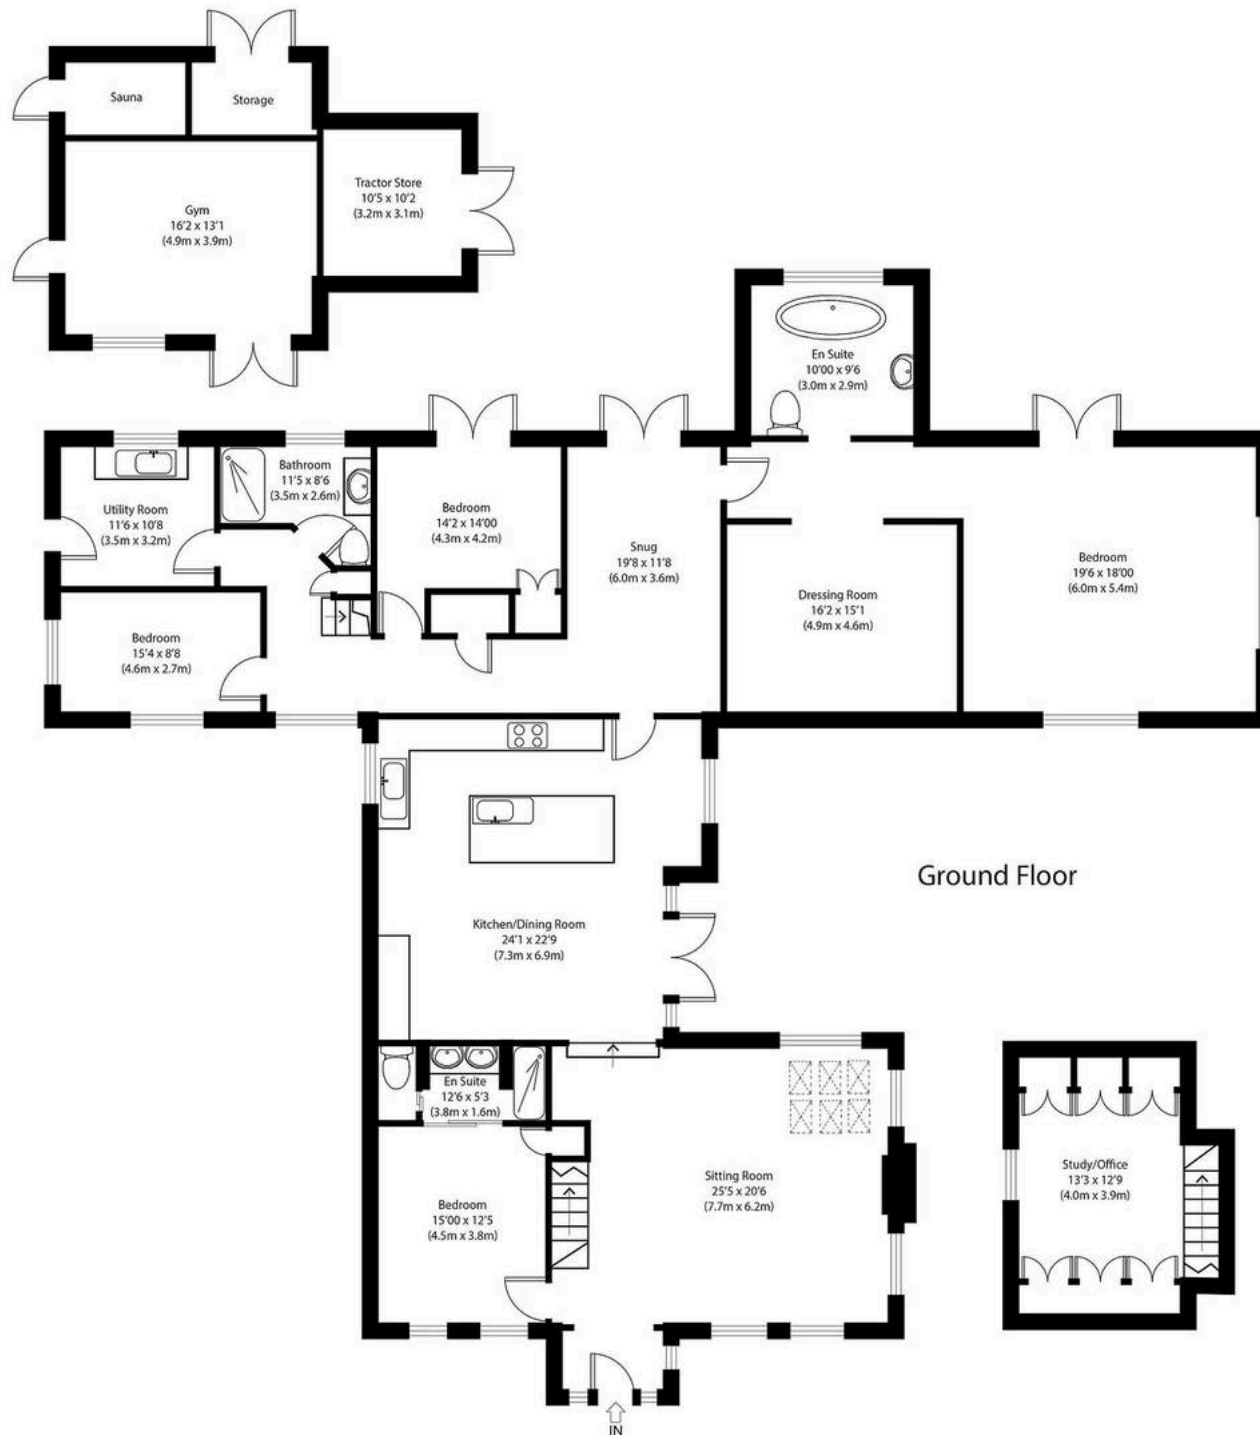 Sauna
Storage
Tractor Store
10'5 x 10'2
(3.2m x 3.1m)
Gym
16'2 x 13'1
(4.9m x 3.9m)
En Suite
10'00 x 9'6
(3.0m x 2.9m)
Bathroom
11'5 x 8'6
(3.5m x 2.6m)
Utility Room
11'6 x 10'8
(3.5m x 3.2m)
Bedroom
14'2 x 14'00
(4.3m x 4.2m)
Snug
19'8 x 11'8
(6.0m x 3.6m)
Dressing Room
16'2 x 15'1
(4.9m x 4.6m)
Bedroom
19'6 x 18'00
(6.0m x 5.4m)
Bedroom
15'4 x 8'8
(4.6m x 2.7m)
Ground Floor
Kitchen/Dining Room
24'1 x 22'9
(7.3m x 6.9m)
En Suite
12'6 x 5'3
(3.8m x 1.6m)
Sitting Room
25'5 x 20'6
(7.7m x 6.2m)
Study/Office
13'3 x 12'9
(4.0m x 3.9m)
Bedroom
15'00 x 12'5
(4.5m x 3.8m)
IN